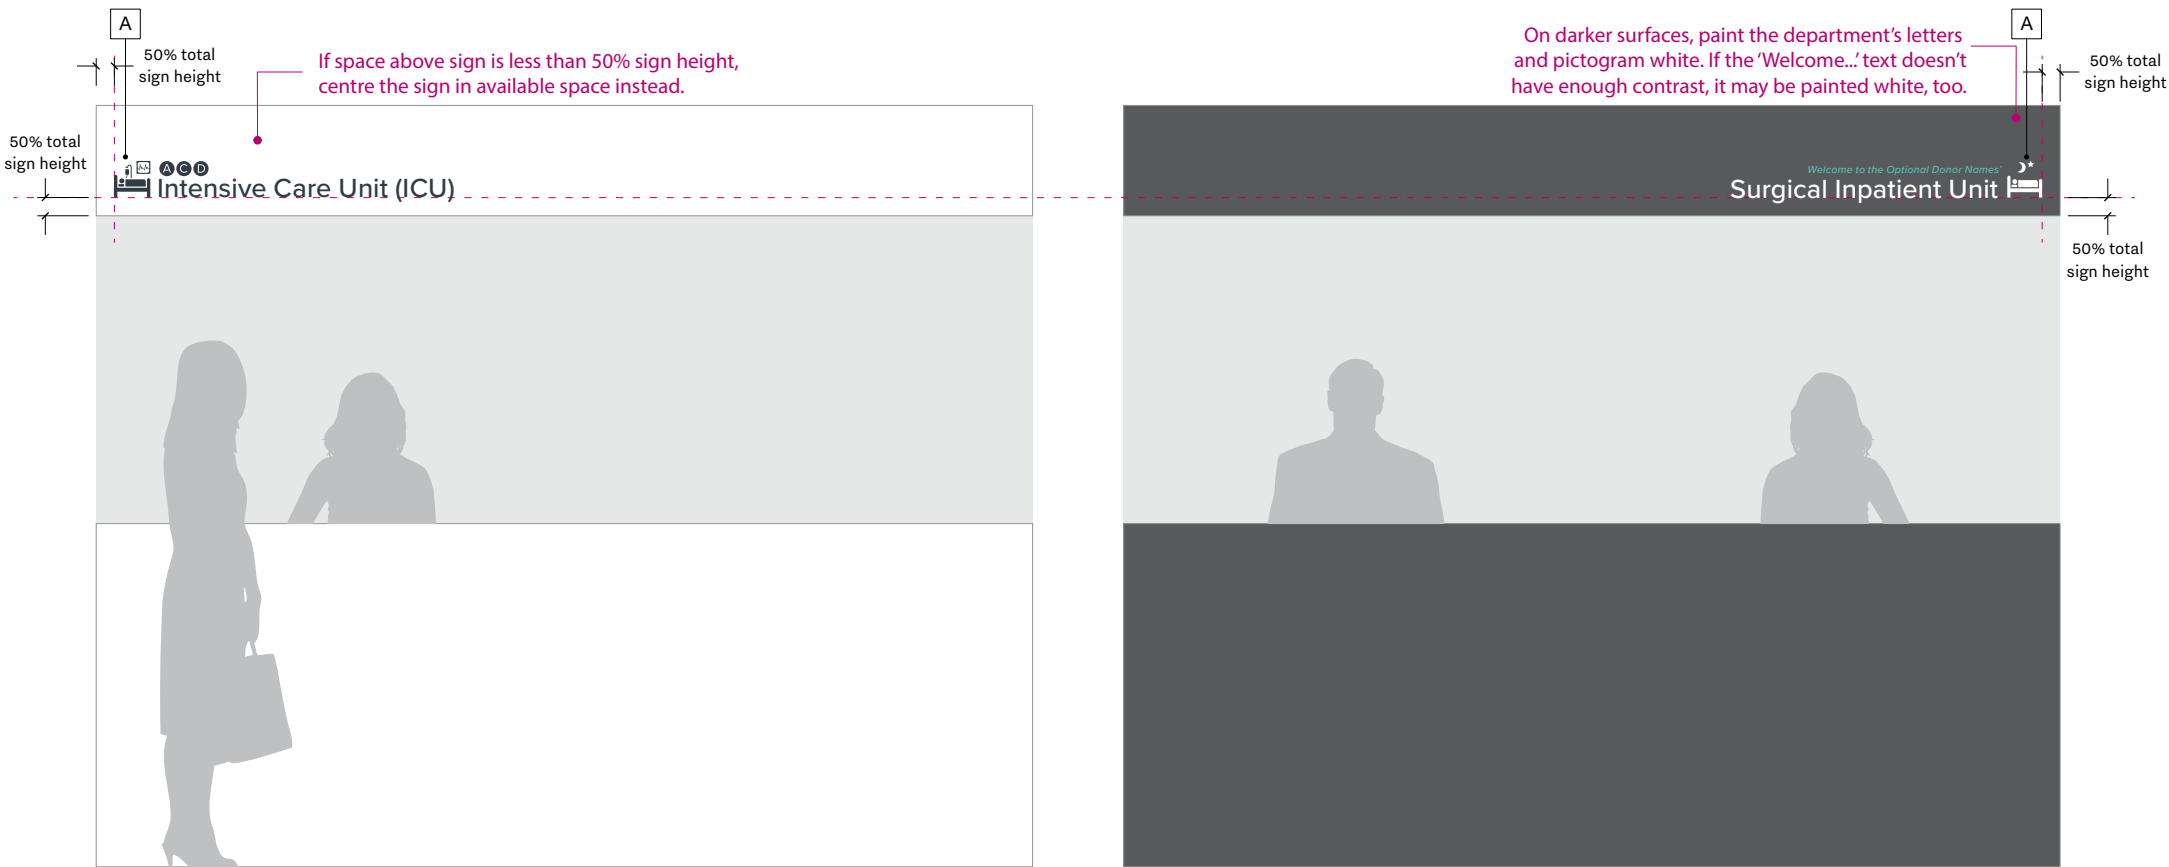 A
50% total
sign height
If space above sign is less than 50% sign height,
centre the sign in available space instead.
50% total
sign height
A C D
Intensive Care Unit (ICU)
A
On darker surfaces, paint the department’s letters
and pictogram white. If the ‘Welcome...’ text doesn’t
have enough contrast, it may be painted white, too.
50% total
sign height
Welcome to the Optional Donor Names’
Surgical Inpatient Unit
50% total
sign height